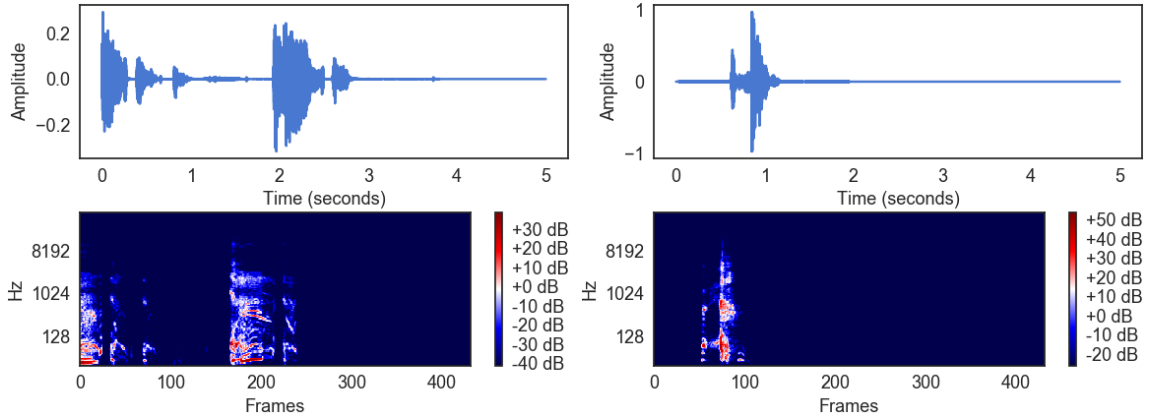 0.2
0.0
−0.2
Amplitude
0 1 2 3 4 5
Time (seconds)
1
0
−1
Amplitude
0 1 2 3 4 5
Time (seconds)
8192
1024
128
Hz
0 100 200 300 400
Frames
+30 dB
+20 dB
+10 dB
+0 dB
-10 dB
-20 dB
-30 dB
-40 dB
8192
1024
128
Hz
0 100 200 300 400
Frames
+50 dB
+40 dB
+30 dB
+20 dB
+10 dB
+0 dB
-10 dB
-20 dB